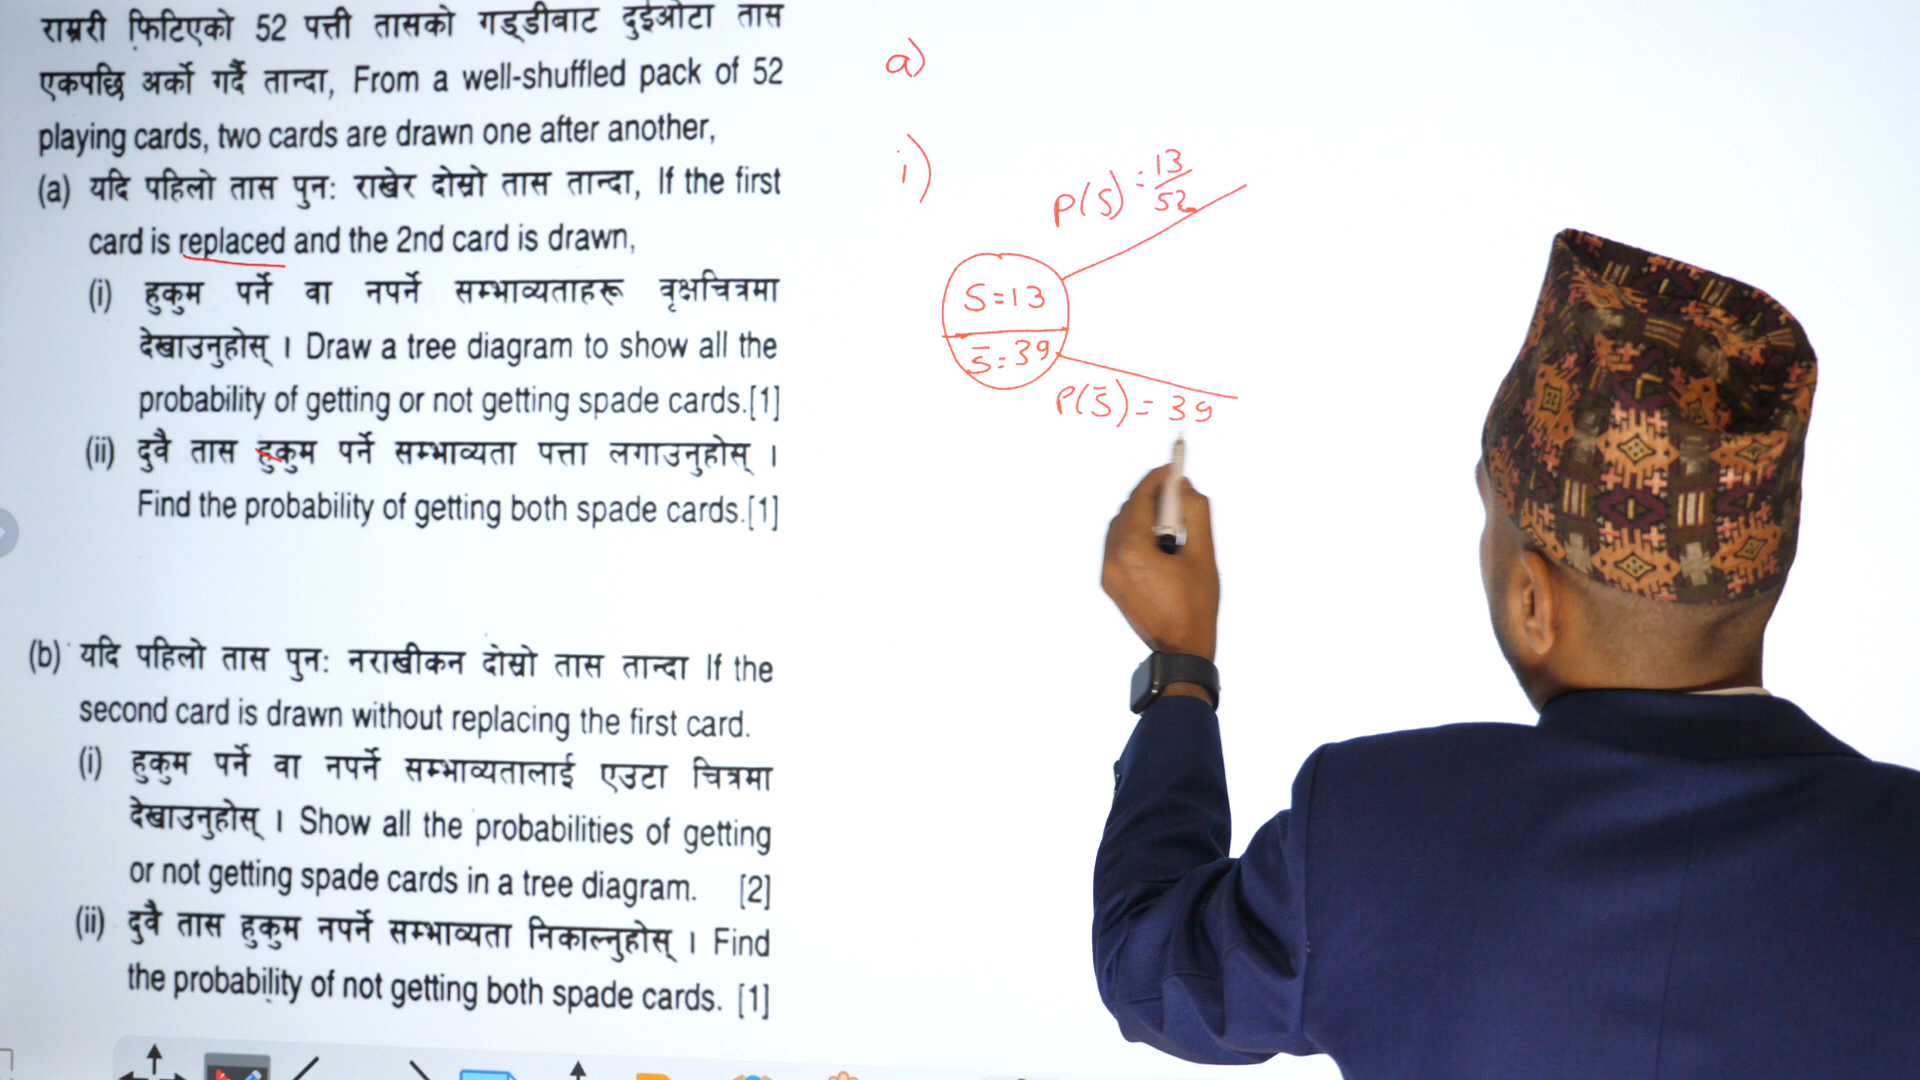 राम्ररी फिटिएको 52 पत्ती तासको गड्डीबाट दुईओटा तास
एकपछि अर्को गर्दै तान्दा, From a well-shuffled pack of 52
playing cards, two cards are drawn one after another,
(a) यदि पहिलो तास पुनः राखेर दोस्रो तास तान्दा, If the first
card is replaced and the 2nd card is drawn,
(i) हुकुम पर्ने वा नपर्ने सम्भाव्यताहरू वृक्षचित्रमा
देखाउनुहोस् । Draw a tree diagram to show all the
probability of getting or not getting spade cards.[1]
(ii) दुवै तास हुकुम पर्ने सम्भाव्यता पत्ता लगाउनुहोस् ।
Find the probability of getting both spade cards.[1]
(b) यदि पहिलो तास पुनः नराखीकन दोस्रो तास तान्दा If the
second card is drawn without replacing the first card.
(i) हुकुम पर्ने वा नपर्ने सम्भाव्यतालाई एउटा चित्रमा
देखाउनुहोस् । Show all the probabilities of getting
or not getting spade cards in a tree diagram. [2]
(ii) दुवै तास हुकुम नपर्ने सम्भाव्यता निकाल्नुहोस् । Find
the probability of not getting both spade cards. [1]
a)
i)
P(S) = 13/52
S=13
S̄=39
P(S̄) = 39